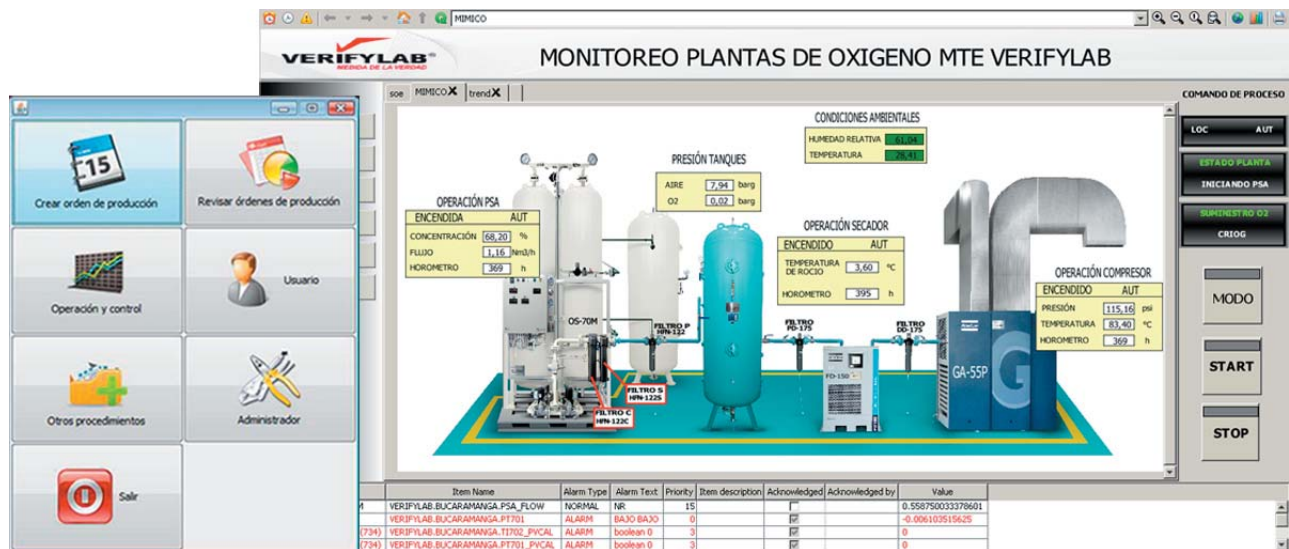 MIMICO
VERIFYLAB®
MEDIDA DE LA VERDAD
MONITOREO PLANTAS DE OXIGENO MTE VERIFYLAB
soe MIMICO X trend X
COMANDO DE PROCESO
15
Crear orden de producción
Revisar órdenes de producción
Operación y control
Usuario
Otros procedimientos
Administrador
Salir
CONDICIONES AMBIENTALES
HUMEDAD RELATIVA 61,04
TEMPERATURA 28,41
PRESIÓN TANQUES
AIRE 7,94 barg
O2 0,02 barg
OPERACIÓN PSA
ENCENDIDA AUT
CONCENTRACIÓN 68,20 %
FLUJO 1,16 Nm3/h
HOROMETRO 369 h
OPERACIÓN SECADOR
ENCENDIDO AUT
TEMPERATURA DE ROCIO 3,60 ºC
HOROMETRO 395 h
OPERACIÓN COMPRESOR
ENCENDIDO AUT
PRESIÓN 115,16 psi
TEMPERATURA 83,40 ºC
HOROMETRO 369 h
OS-70M
FILTRO P
HFN-122
FILTRO S
HFN-122S
FILTRO C
HFN-122C
FILTRO
PD-175
FILTRO
DD-175
FD-150
GA-55P
G
LOC AUT
ESTADO PLANTA
INICIANDO PSA
SUMINISTRO O2
CRIOG
MODO
START
STOP
Item Name Alarm Type Alarm Text Priority Item description Acknowledged Acknowledged by Value
VERIFYLAB.BUCARAMANGA.PSA_FLOW NORMAL NR 15 0.558750033378601
VERIFYLAB.BUCARAMANGA.PT701 ALARM BAJO BAJO 0 -0.006103515625
(734) VERIFYLAB.BUCARAMANGA.TI702_PVCAL ALARM boolean 0 3 0
(734) VERIFYLAB.BUCARAMANGA.PT701_PVCAL ALARM boolean 0 3 0